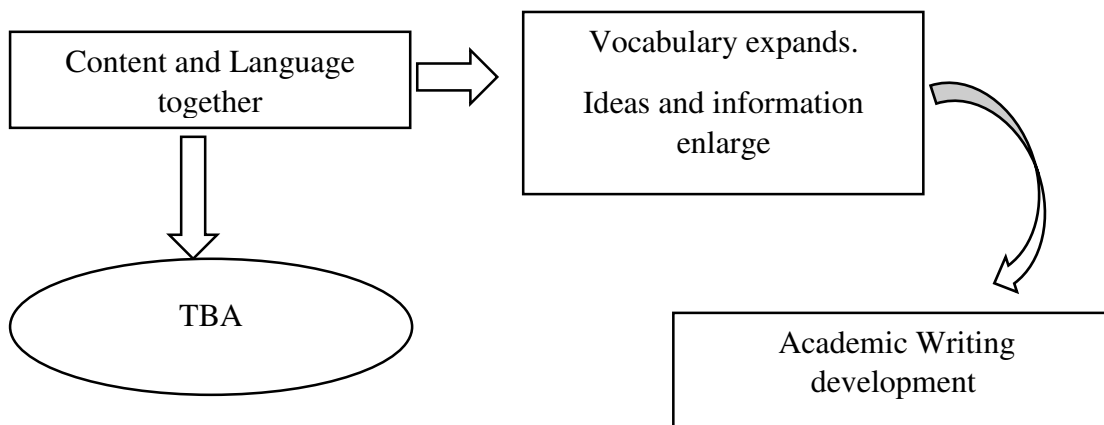 Content and Language
together
Vocabulary expands.
Ideas and information
enlarge
TBA
Academic Writing
development